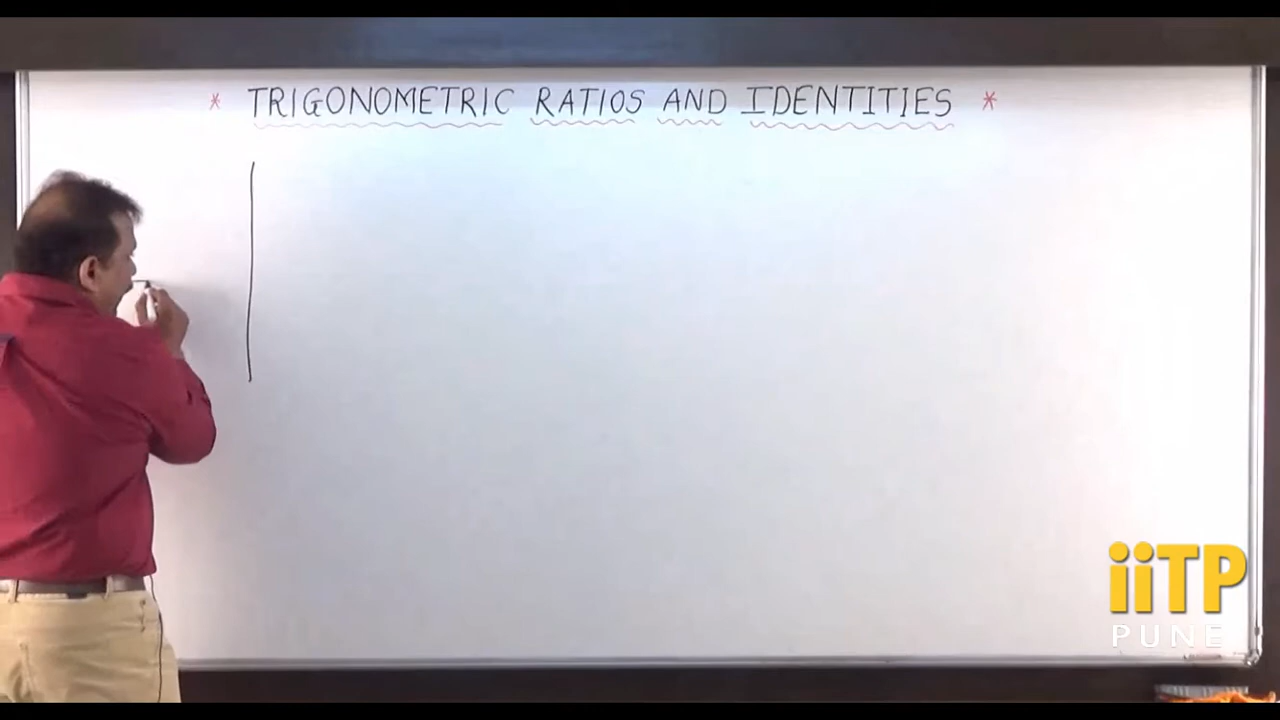 * TRIGONOMETRIC RATIOS AND IDENTITIES *
iiTP
PUNE